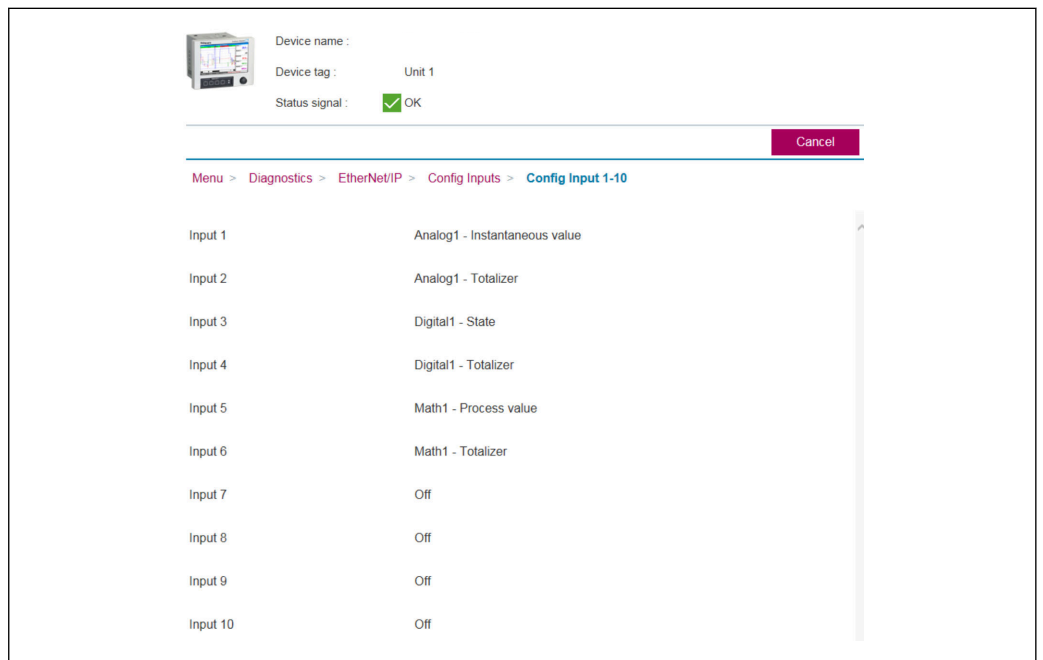 Device name :
Device tag : Unit 1
Status signal : OK
Cancel
Menu > Diagnostics > EtherNet/IP > Config Inputs > Config Input 1-10
Input 1 Analog1 - Instantaneous value
Input 2 Analog1 - Totalizer
Input 3 Digital1 - State
Input 4 Digital1 - Totalizer
Input 5 Math1 - Process value
Input 6 Math1 - Totalizer
Input 7 Off
Input 8 Off
Input 9 Off
Input 10 Off